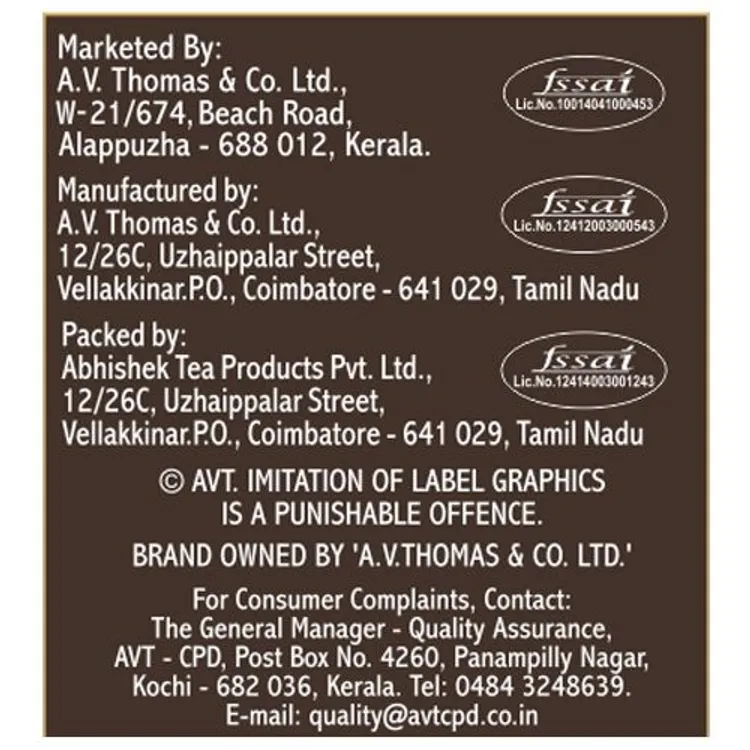 Marketed By:
A.V. Thomas & Co. Ltd.,
W-21/674, Beach Road,
Alappuzha - 688 012, Kerala.
fssai
Lic.No.10014041000453
Manufactured by:
A.V. Thomas & Co. Ltd.,
12/26C, Uzhaippalar Street,
Vellakkinar.P.O., Coimbatore - 641 029, Tamil Nadu
fssai
Lic.No.12412003000543
Packed by:
Abhishek Tea Products Pvt. Ltd.,
12/26C, Uzhaippalar Street,
Vellakkinar.P.O., Coimbatore - 641 029, Tamil Nadu
fssai
Lic.No.12414003001243
© AVT. IMITATION OF LABEL GRAPHICS
IS A PUNISHABLE OFFENCE.
BRAND OWNED BY 'A.V.THOMAS & CO. LTD.'
For Consumer Complaints, Contact:
The General Manager - Quality Assurance,
AVT - CPD, Post Box No. 4260, Panampilly Nagar,
Kochi - 682 036, Kerala. Tel: 0484 3248639.
E-mail: quality@avtcpd.co.in